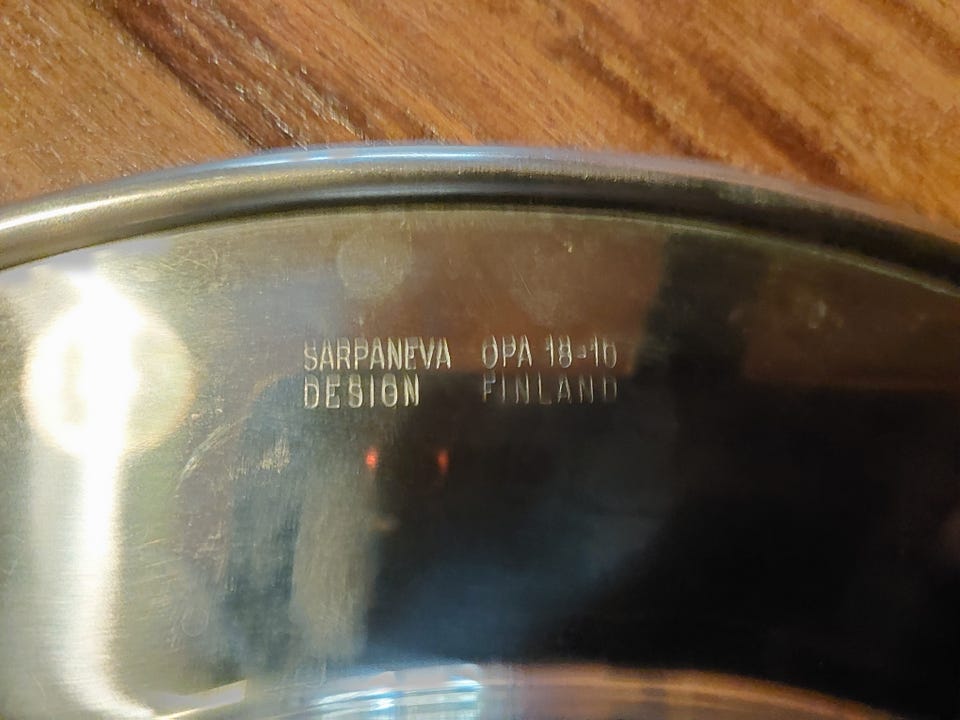 SARPANEVA OPA 18-10
DESIGN FINLAND